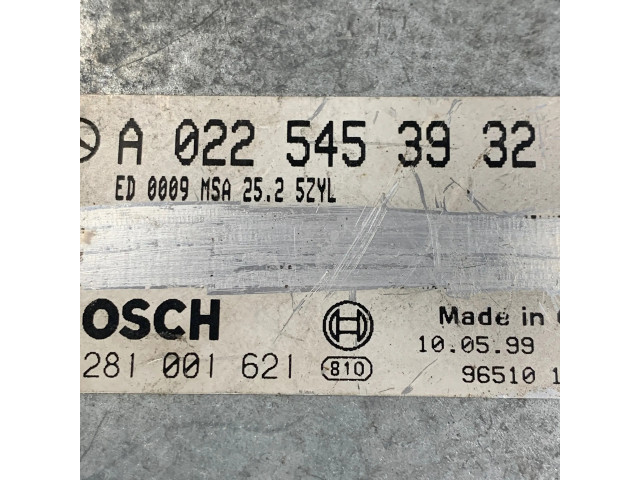 A 022 545 39 32
ED 0009 MSA 25.2 5ZYL
OSCH
Made in
281 001 621
810
10.05.99
96510 1